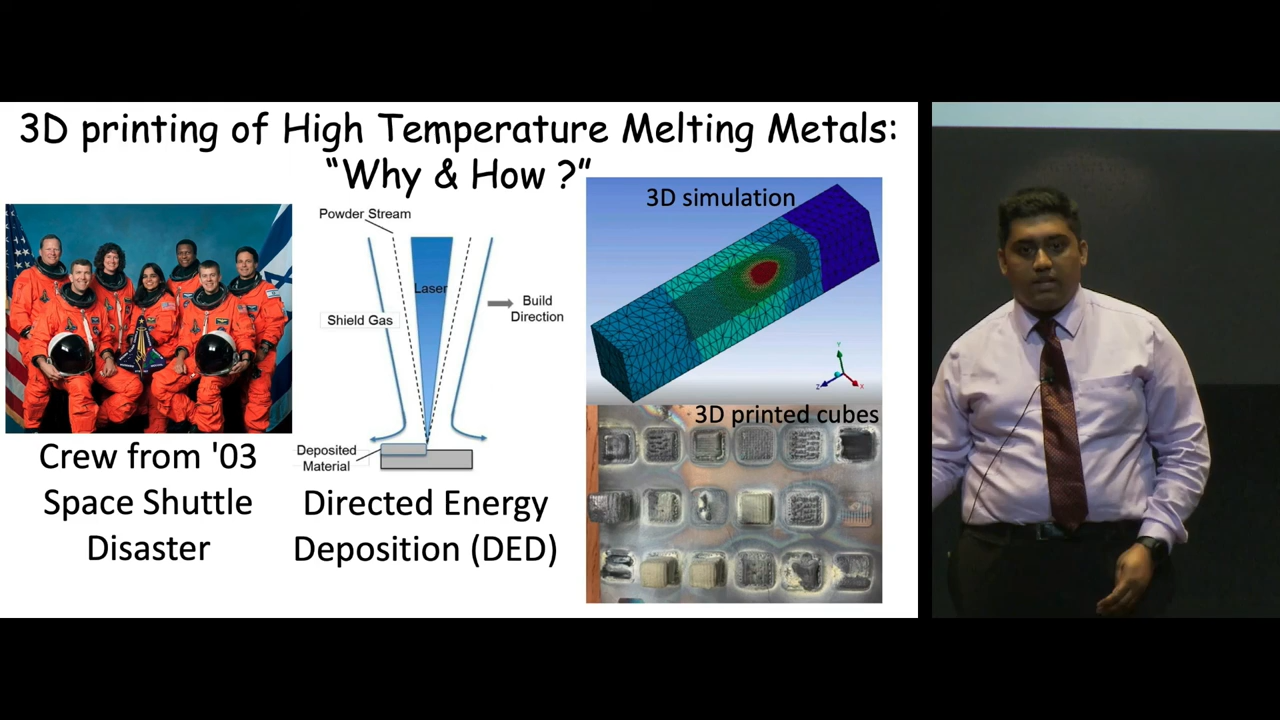 3D printing of High Temperature Melting Metals:
“Why & How ?”
Crew from '03
Space Shuttle
Disaster
Powder Stream
Laser
Shield Gas
Build
Direction
Deposited
Material
Directed Energy
Deposition (DED)
3D simulation
Y
Z
X
3D printed cubes